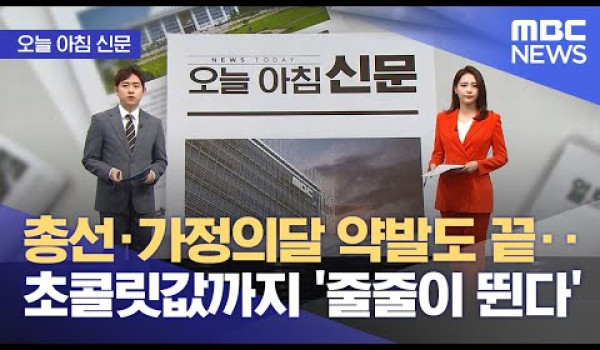 오늘 아침 신문
MBC
NEWS
NEWS TODAY
오늘 아침 신문
MBC
총선·가정의달 약발도 끝‥
초콜릿값까지 '줄줄이 뛴다'